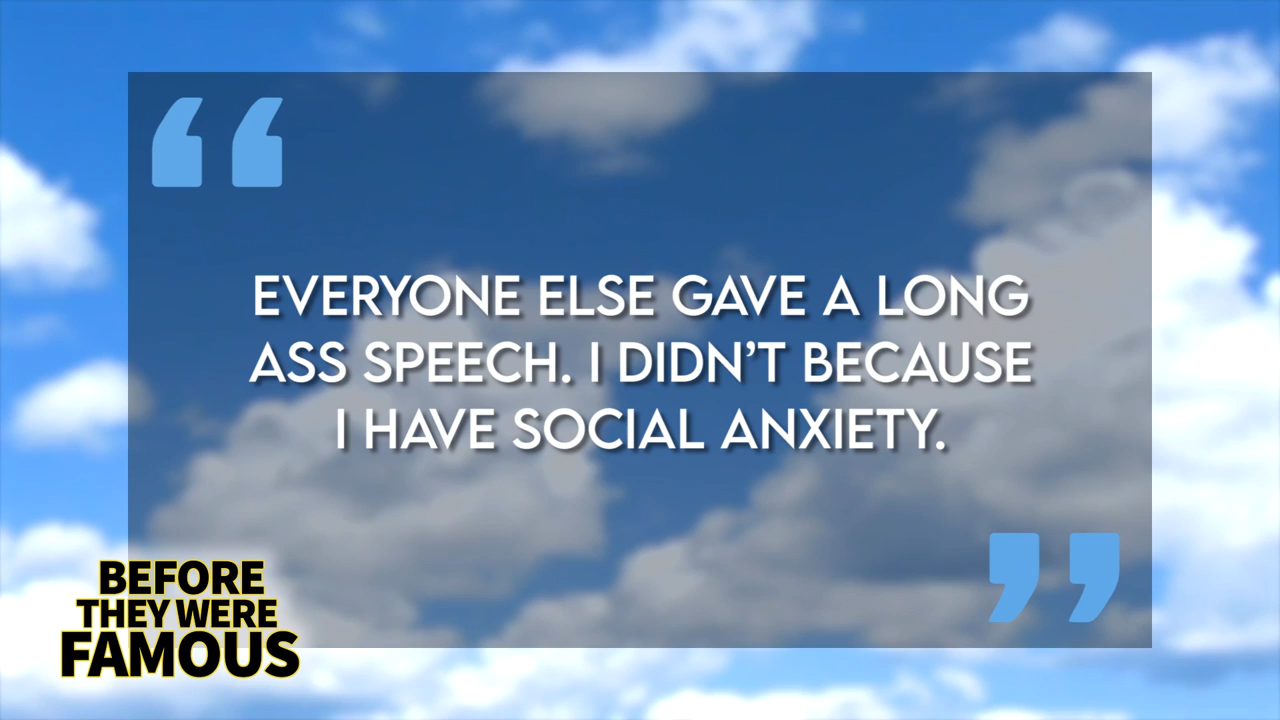 EVERYONE ELSE GAVE A LONG
ASS SPEECH. I DIDN’T BECAUSE
I HAVE SOCIAL ANXIETY.
BEFORE
THEY WERE
FAMOUS